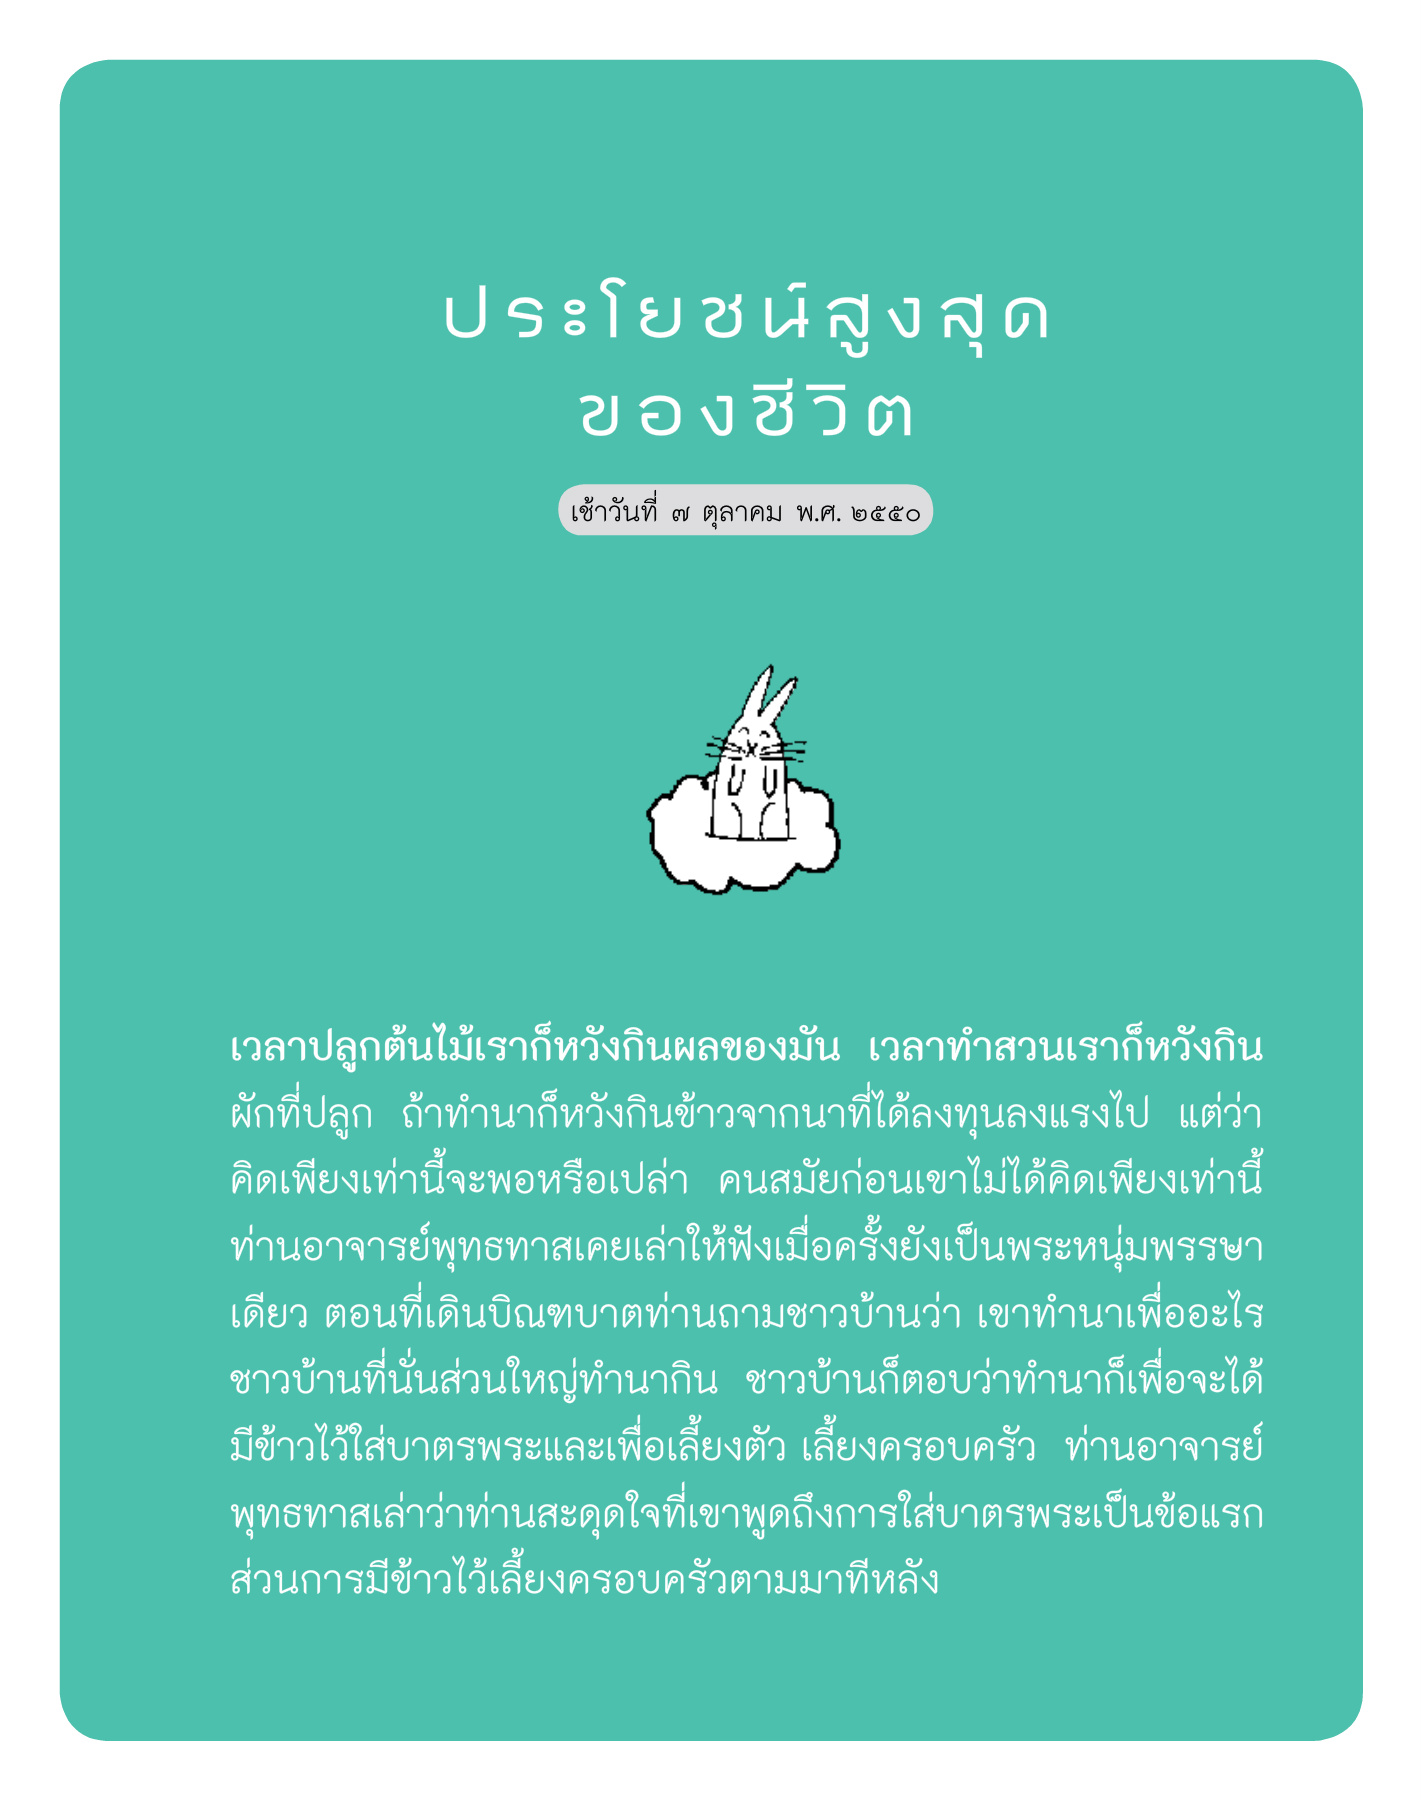 ประโยชน์สูงสุด
ของชีวิต
เช้าวันที่ ๗ ตุลาคม พ.ศ. ๒๕๕๐
เวลาปลูกต้นไม้เราก็หวังกินผลของมัน เวลาทำสวนเราก็หวังกิน
ผักที่ปลูก ถ้าทำนาก็หวังกินข้าวจากนาที่ได้ลงทุนลงแรงไป แต่ว่า
คิดเพียงเท่านี้จะพอหรือเปล่า คนสมัยก่อนเขาไม่ได้คิดเพียงเท่านี้
ท่านอาจารย์พุทธทาสเคยเล่าให้ฟังเมื่อครั้งยังเป็นพระหนุ่มพรรษา
เดียว ตอนที่เดินบิณฑบาตท่านถามชาวบ้านว่า เขาทำนาเพื่ออะไร
ชาวบ้านที่นั่นส่วนใหญ่ทำนากิน ชาวบ้านก็ตอบว่าทำนาก็เพื่อจะได้
มีข้าวไว้ใส่บาตรพระและเพื่อเลี้ยงตัว เลี้ยงครอบครัว ท่านอาจารย์
พุทธทาสเล่าว่าท่านสะดุดใจที่เขาพูดถึงการใส่บาตรพระเป็นข้อแรก
ส่วนการมีข้าวไว้เลี้ยงครอบครัวตามมาทีหลัง